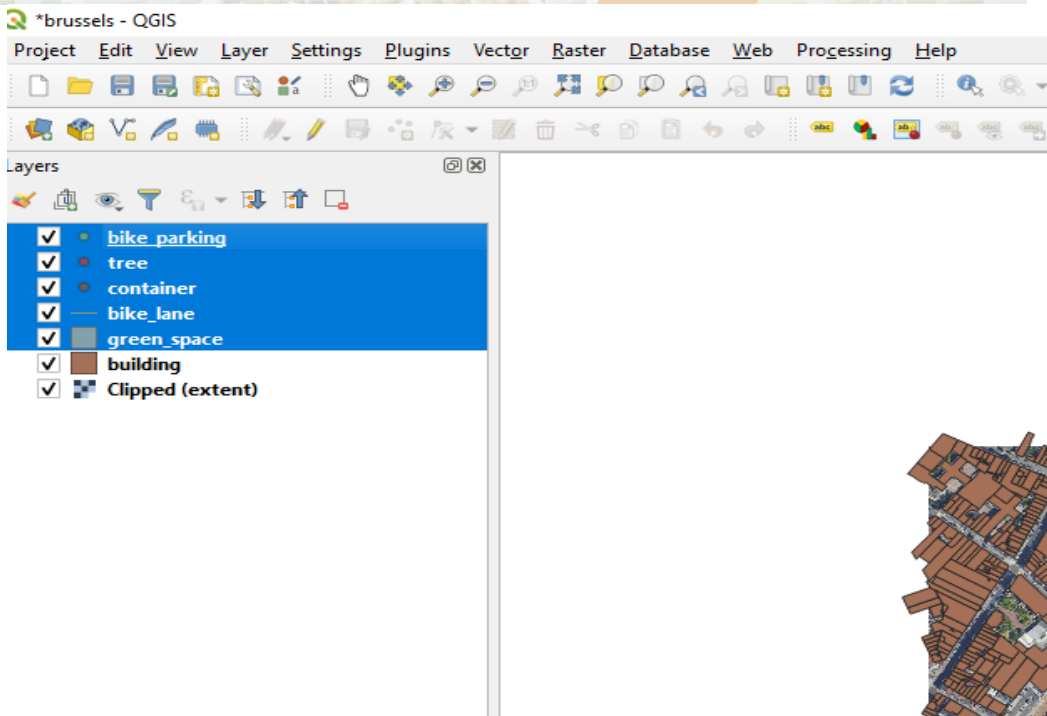 *brussels - QGIS
Project Edit View Layer Settings Plugins Vector Raster Database Web Processing Help
abc
Layers
bike_parking
tree
container
bike_lane
green_space
building
Clipped (extent)